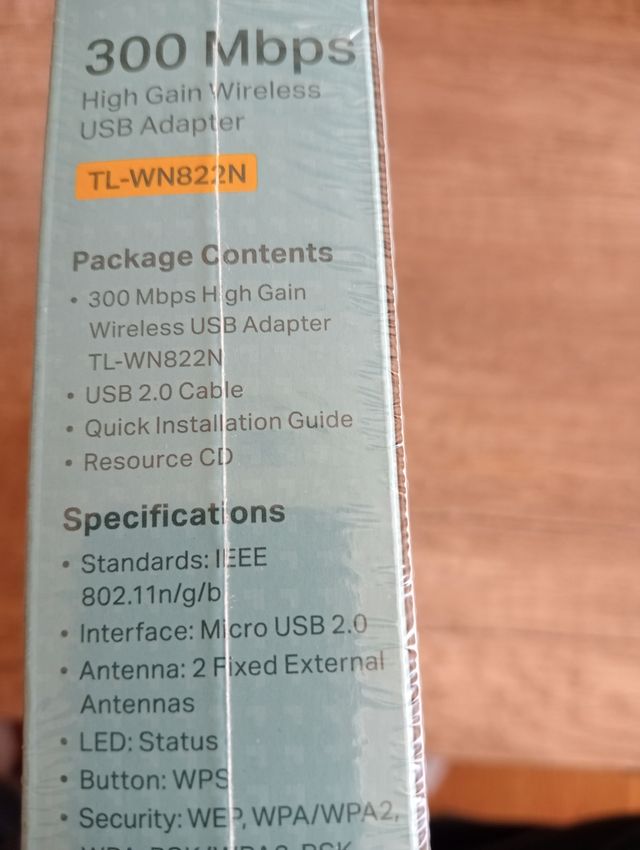 300 Mbps
High Gain Wireless
USB Adapter
TL-WN822N
Package Contents
• 300 Mbps High Gain
Wireless USB Adapter
TL-WN822N
• USB 2.0 Cable
• Quick Installation Guide
• Resource CD
Specifications
• Standards: IEEE
802.11n/g/b
• Interface: Micro USB 2.0
• Antenna: 2 Fixed External
Antennas
• LED: Status
• Button: WPS
• Security: WEP, WPA/WPA2,